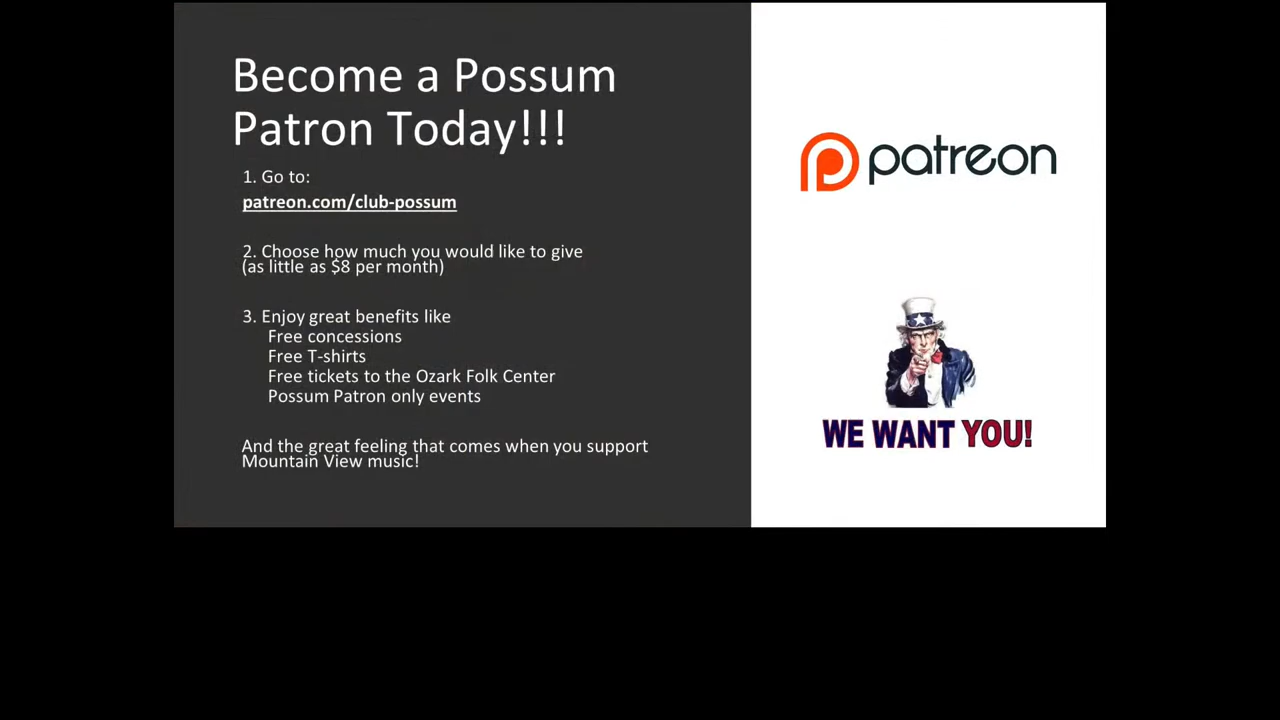 Become a Possum
Patron Today!!!
1. Go to:
patreon.com/club-possum
2. Choose how much you would like to give
(as little as $8 per month)
3. Enjoy great benefits like
Free concessions
Free T-shirts
Free tickets to the Ozark Folk Center
Possum Patron only events
And the great feeling that comes when you support
Mountain View music!
patreon
WE WANT YOU!